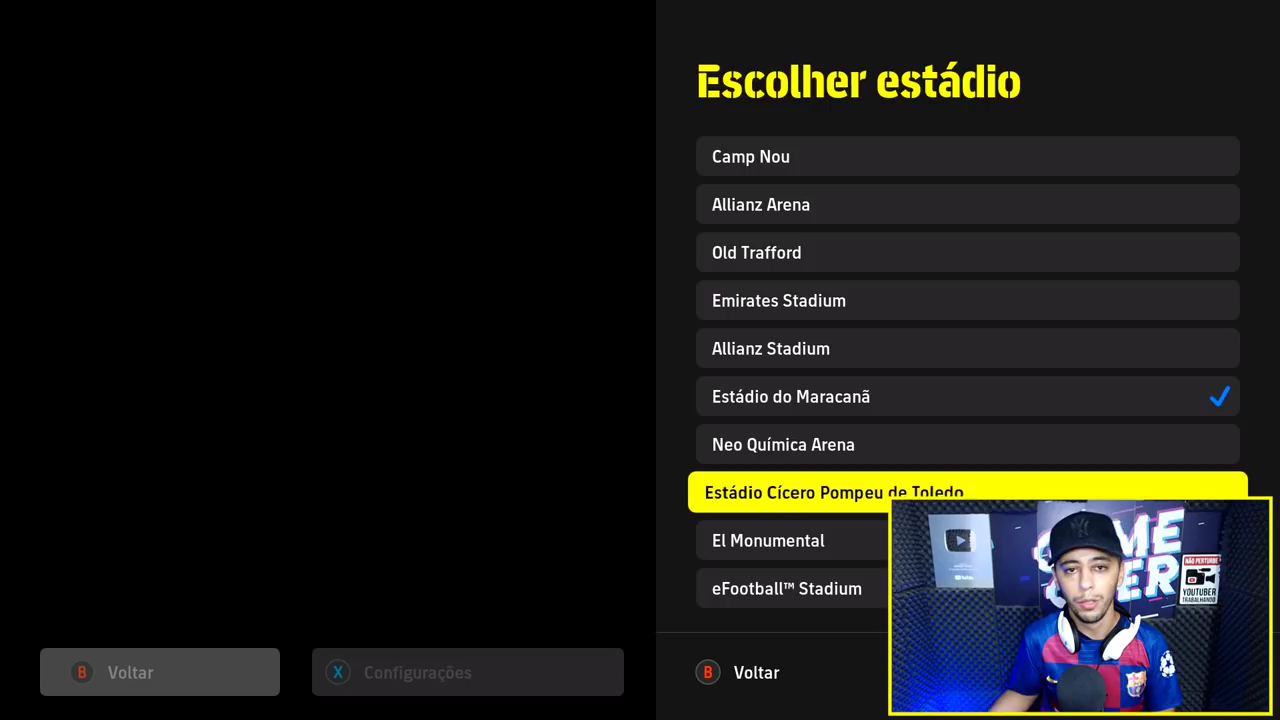 Escolher estádio
Camp Nou
Allianz Arena
Old Trafford
Emirates Stadium
Allianz Stadium
Estádio do Maracanã
Neo Química Arena
Estádio Cícero Pompeu de Toledo
El Monumental
eFootball™ Stadium
B Voltar
X Configurações
B Voltar
NÃO PERTURBE
YOUTUBER
TRABALHANDO